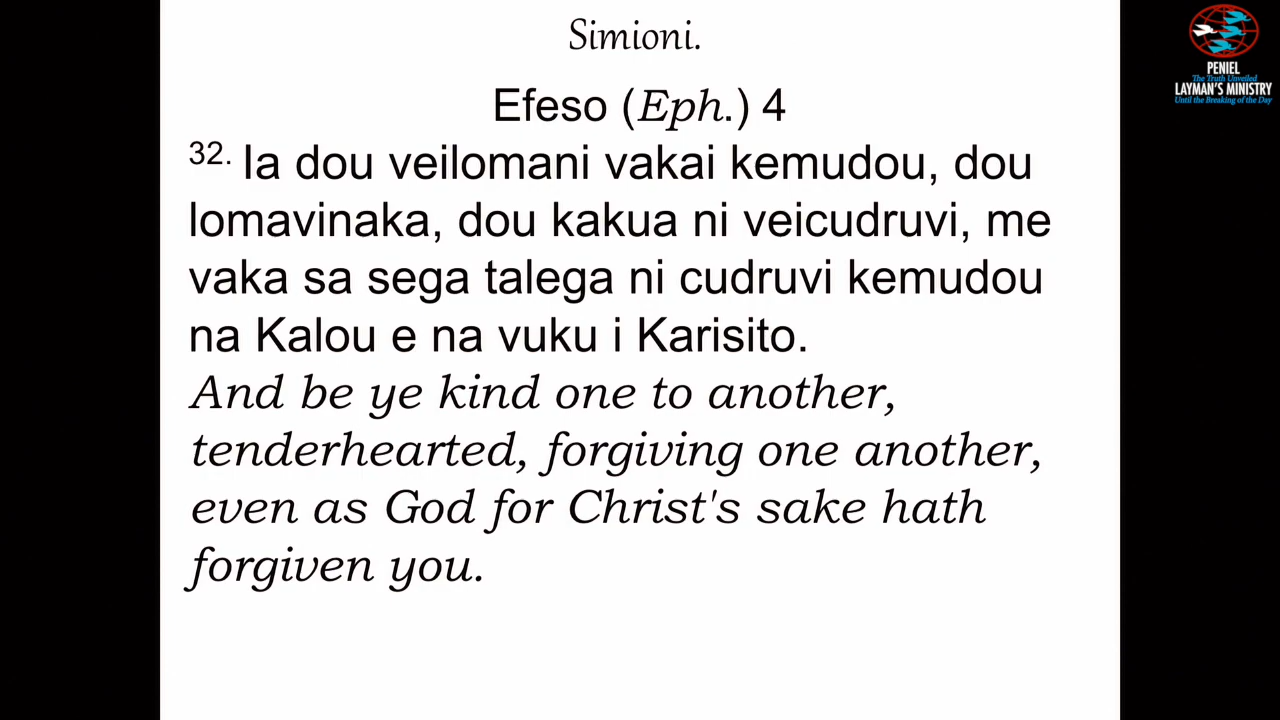 Simioni.
Efeso (Eph.) 4
32. Ia dou veilomani vakai kemudou, dou
lomavinaka, dou kakua ni veicudruvi, me
vaka sa sega talega ni cudruvi kemudou
na Kalou e na vuku i Karisito.
And be ye kind one to another,
tenderhearted, forgiving one another,
even as God for Christ's sake hath
forgiven you.
PENIEL
The Truth Unveiled
LAYMAN'S MINISTRY
Until the Breaking of the Day